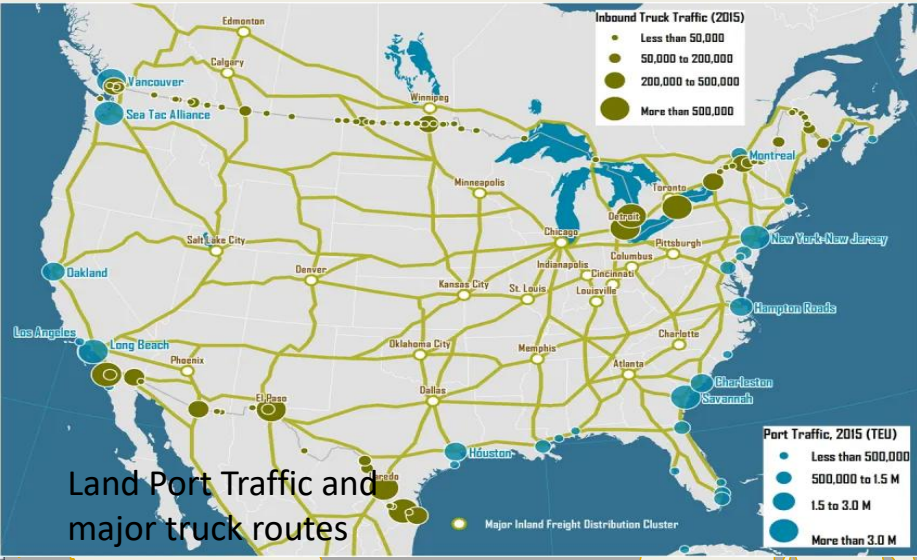 Edmonton
Inbound Truck Traffic (2015)
Less than 50,000
50,000 to 200,000
200,000 to 500,000
More than 500,000
Calgary
Vancouver
Winnipeg
Sea Tac Alliance
Montreal
Minneapolis
Toronto
Detroit
Chicago
New York-New Jersey
Salt Lake City
Pittsburgh
Columbus
Indianapolis
Cincinnati
Oakland
Denver
Kansas City
St. Louis
Louisville
Hampton Roads
Los Angeles
Long Beach
Oklahoma City
Memphis
Charlotte
Phoenix
Atlanta
Dallas
Charleston
El Paso
Savannah
Port Traffic, 2015 (TEU)
Less than 500,000
500,000 to 1.5 M
1.5 to 3.0 M
More than 3.0 M
Houston
Laredo
Land Port Traffic and
major truck routes
Major Inland Freight Distribution Cluster